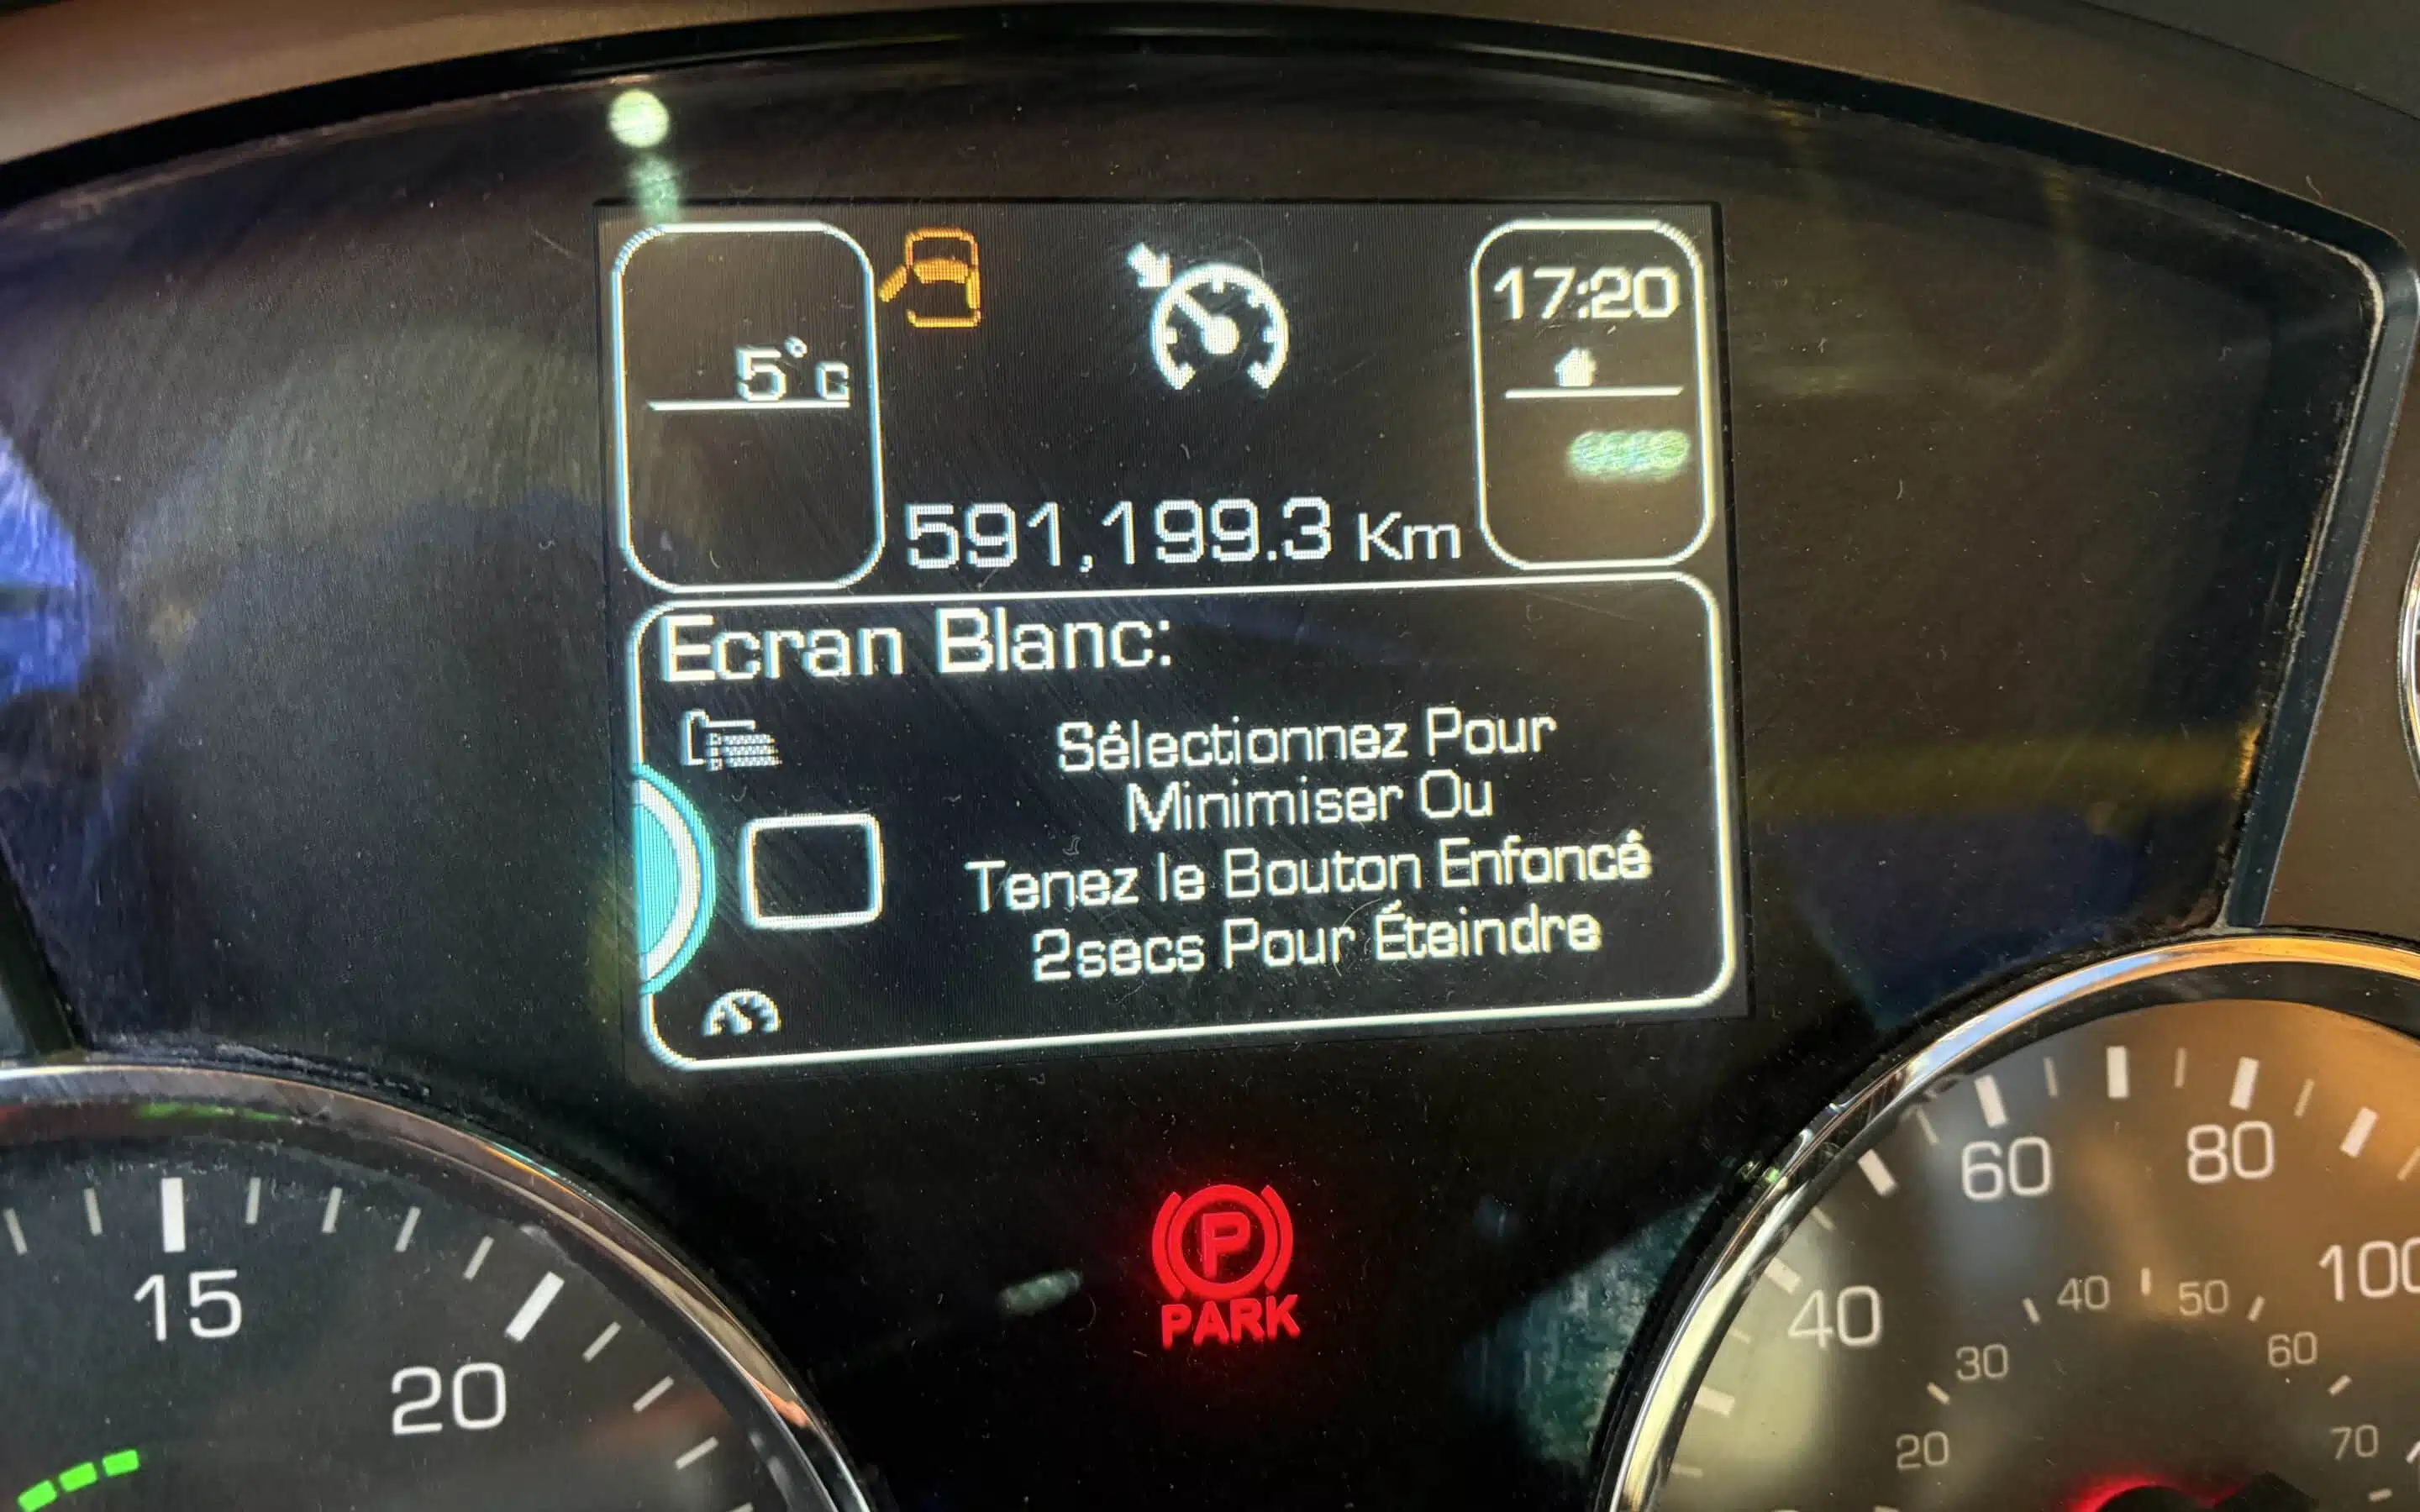 5°C
17:20
591,199.3 Km
Ecran Blanc:
Sélectionnez Pour
Minimiser Ou
Tenez le Bouton Enfoncé
2secs Pour Éteindre
P
PARK
15
20
40
60
80
100
20
30
40
50
60
70